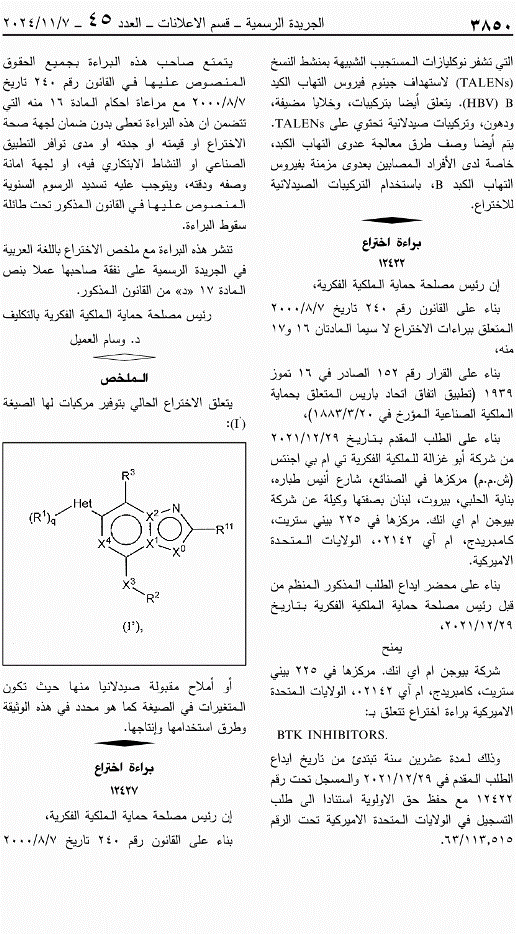 ٣٨٥٠
الجريدة الرسمية ـ قسم الاعلانات ـ العدد ٤٥ ـ ٢٠٢٤/١١/٧
التي تشفر نوكليازات المستجيب الشبيهة بمنشط النسخ
(TALENs) لاستهداف جينوم فيروس التهاب الكبد
B (HBV). يتعلق أيضا بتركيبات، وخلايا مضيفة،
ودهون، وتركيبات صيدلانية تحتوي على TALENs.
يتم أيضا وصف طرق معالجة عدوى التهاب الكبد،
خاصة لدى الأفراد المصابين بعدوى مزمنة بفيروس
التهاب الكبد B، باستخدام التركيبات الصيدلانية
للاختراع.
براءة اختراع
١٢٤٢٢
إن رئيس مصلحة حماية الملكية الفكرية،
بناء على القانون رقم ٢٤٠ تاريخ ٢٠٠٠/٨/٧
المتعلق ببراءات الاختراع لا سيما المادتان ١٦ و١٧
منه،
بناء على القرار رقم ١٥٢ الصادر في ١٦ تموز
١٩٣٩ (تطبيق اتفاق اتحاد باريس المتعلق بحماية
الملكية الصناعية المؤرخ في ١٨٨٣/٣/٢٠)،
بناء على الطلب المقدم بتاريخ ٢٠٢١/١٢/٢٩
من شركة أبو غزالة للملكية الفكرية تي ام بي اجنتس
(ش.م.م) مركزها في الصنائع، شارع أنيس طباره،
بناية الحلبي، بيروت، لبنان بصفتها وكيلة عن شركة
بيوجن ام اي انك. مركزها في ٢٢٥ بيني ستريت،
كامبريدج، ام آي ٠٢١٤٢، الولايات المتحدة
الاميركية.
بناء على محضر ايداع الطلب المذكور المنظم من
قبل رئيس مصلحة حماية الملكية الفكرية بتاريخ
٢٠٢١/١٢/٢٩،
يمنح
شركة بيوجن ام اي انك. مركزها في ٢٢٥ بيني
ستريت، كامبريدج، ام آي ٠٢١٤٢، الولايات المتحدة
الاميركية براءة اختراع تتعلق بـ:
BTK INHIBITORS.
وذلك لمدة عشرين سنة تبتدئ من تاريخ ايداع
الطلب المقدم في ٢٠٢١/١٢/٢٩ والمسجل تحت رقم
١٢٤٢٢ مع حفظ حق الاولوية استنادا الى طلب
التسجيل في الولايات المتحدة الاميركية تحت الرقم
٦٣/١١٣,٥١٥.
يتمتع صاحب هذه البراءة بجميع الحقوق
المنصوص عليها في القانون رقم ٢٤٠ تاريخ
٢٠٠٠/٨/٧ مع مراعاة احكام المادة ١٦ منه التي
تتضمن ان هذه البراءة تعطى بدون ضمان لجهة صحة
الاختراع او قيمته او جدته او مدى توافر التطبيق
الصناعي او النشاط الابتكاري فيه، او لجهة امانة
وصفه ودقته، ويتوجب عليه تسديد الرسوم السنوية
المنصوص عليها في القانون المذكور تحت طائلة
سقوط البراءة.
تنشر هذه البراءة مع ملخص الاختراع باللغة العربية
في الجريدة الرسمية على نفقة صاحبها عملا بنص
المادة ١٧ «د» من القانون المذكور.
رئيس مصلحة حماية الملكية الفكرية بالتكليف
د. وسام العميل
الملخص
يتعلق الاختراع الحالي بتوفير مركبات لها الصيغة
(I'):
R³
Het
(R¹)q
X²
N
R¹¹
X⁴
X¹
X⁰
X³
R²
(I'),
أو أملاح مقبولة صيدلانيا منها حيث تكون
المتغيرات في الصيغة كما هو محدد في هذه الوثيقة
وطرق استخدامها وإنتاجها.
براءة اختراع
١٢٤٢٧
إن رئيس مصلحة حماية الملكية الفكرية،
بناء على القانون رقم ٢٤٠ تاريخ ٢٠٠٠/٨/٧